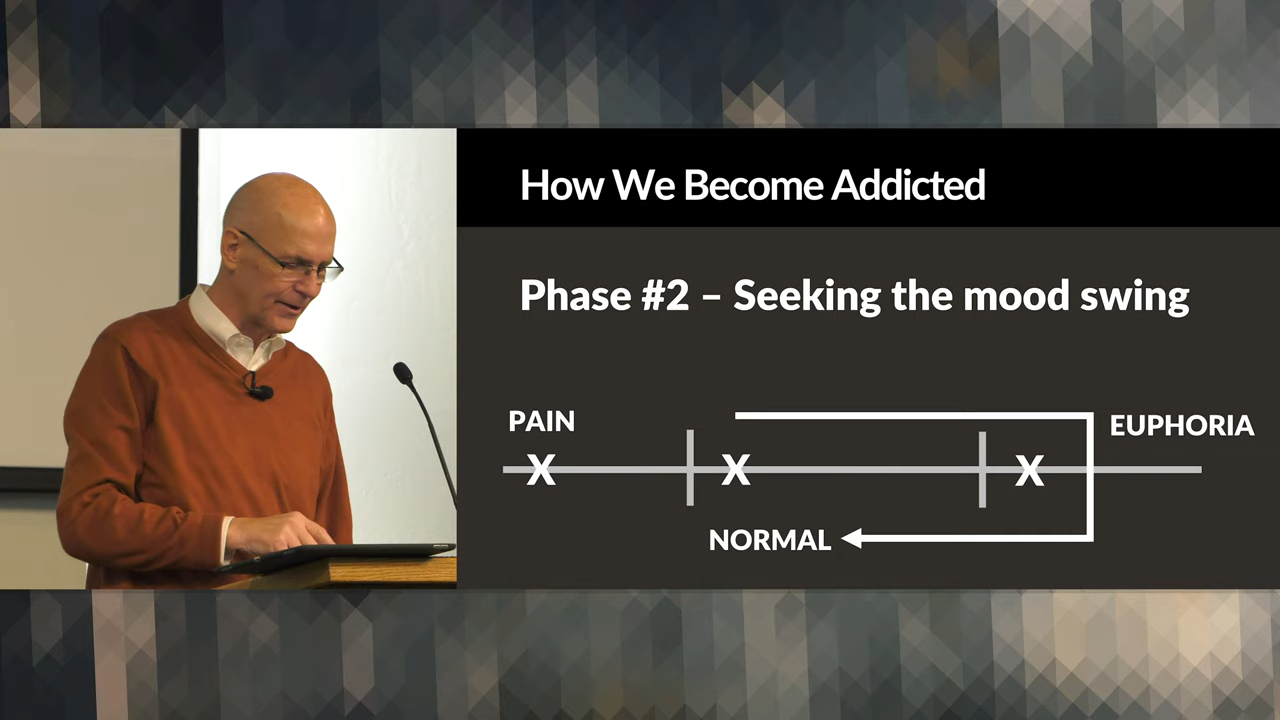 How We Become Addicted
Phase #2 – Seeking the mood swing
PAIN
EUPHORIA
X X X
NORMAL